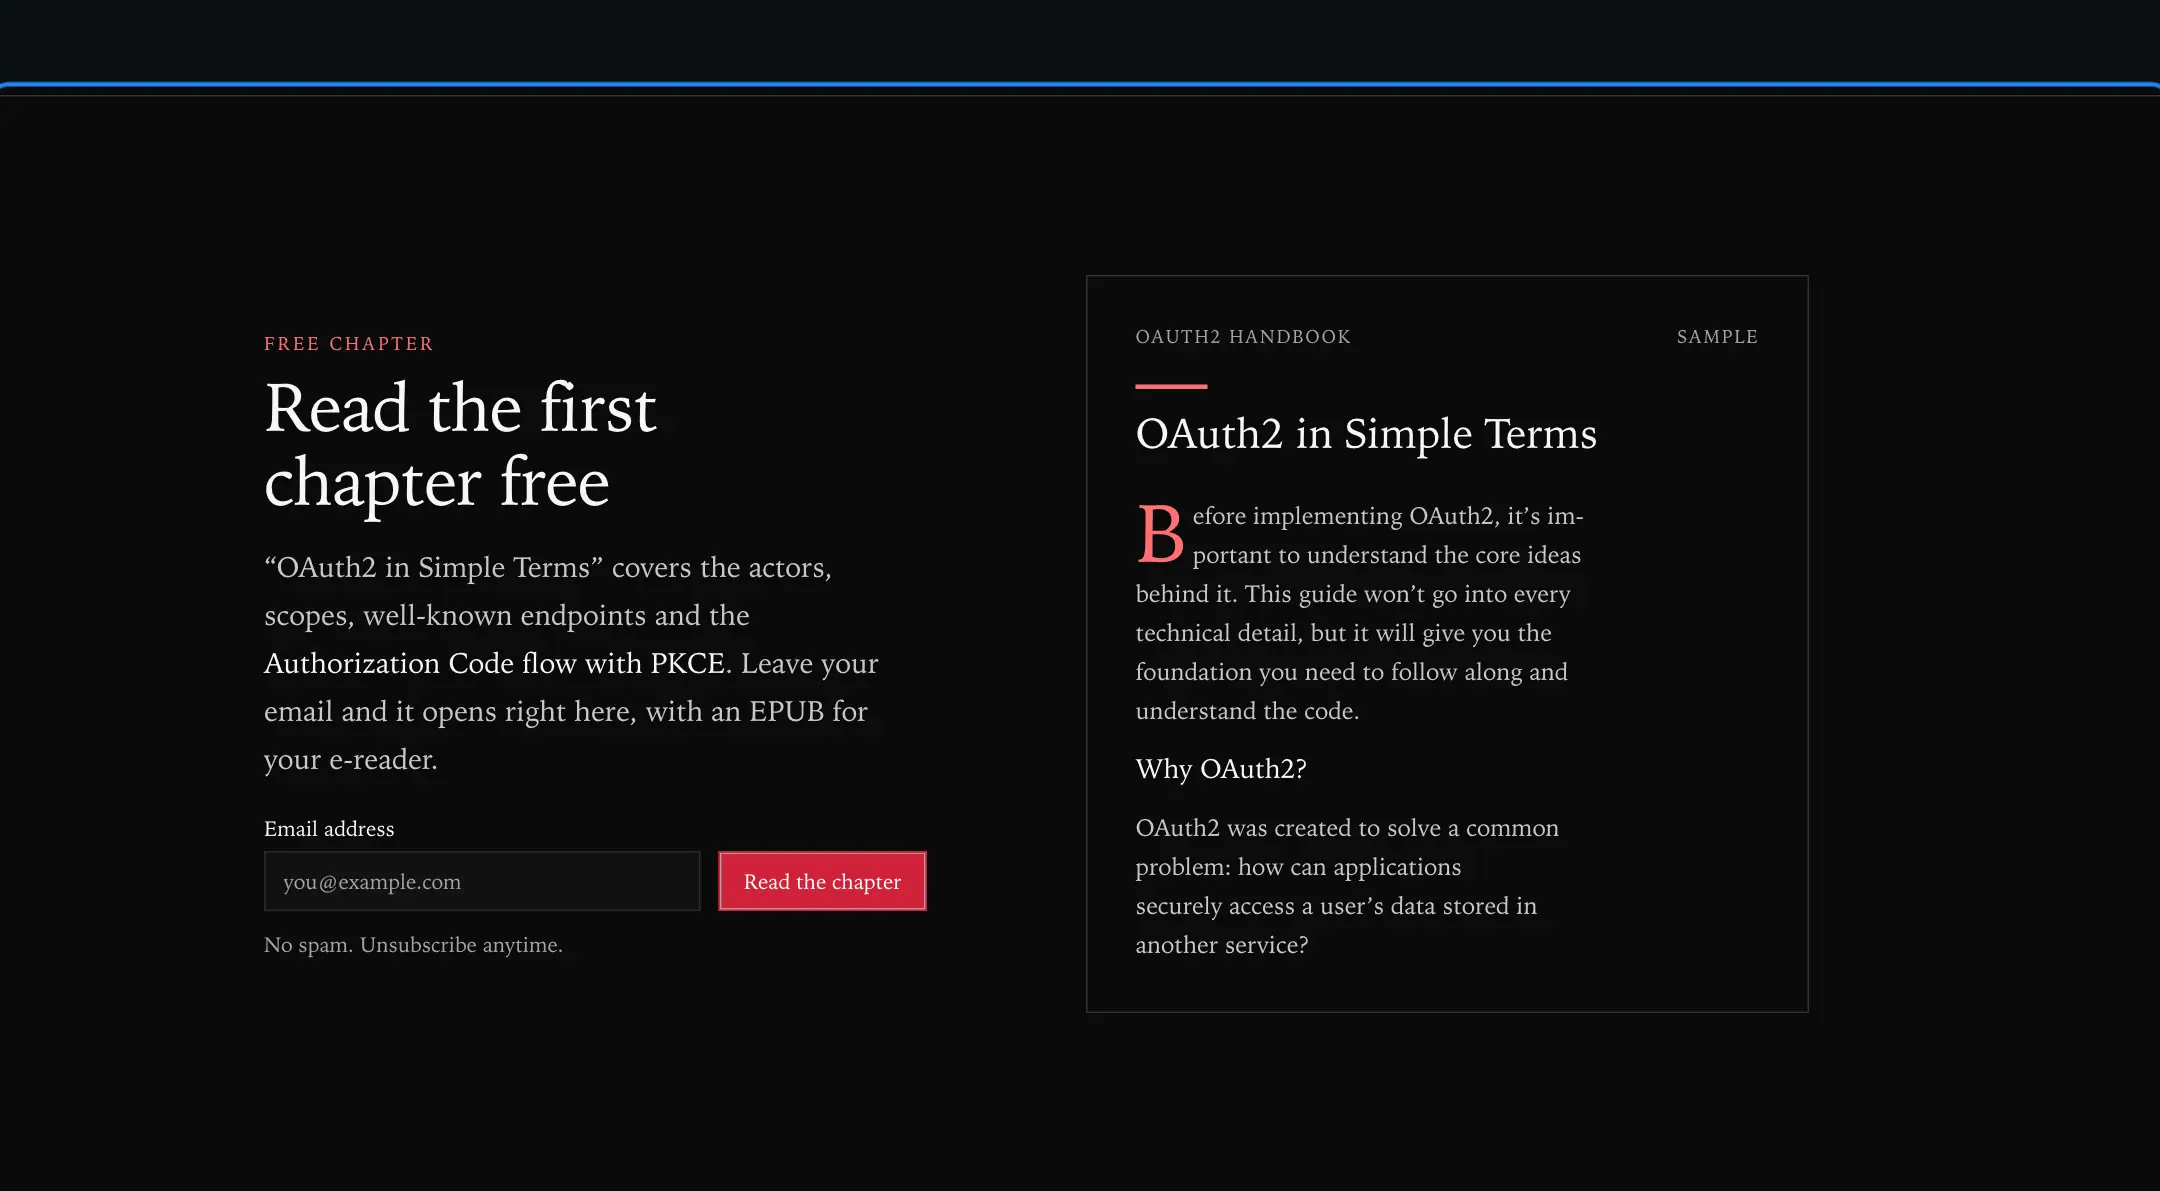 FREE CHAPTER
Read the first
chapter free
“OAuth2 in Simple Terms” covers the actors,
scopes, well-known endpoints and the
Authorization Code flow with PKCE. Leave your
email and it opens right here, with an EPUB for
your e-reader.
Email address
you@example.com
Read the chapter
No spam. Unsubscribe anytime.
OAUTH2 HANDBOOK
SAMPLE
OAuth2 in Simple Terms
Before implementing OAuth2, it’s im-
portant to understand the core ideas
behind it. This guide won’t go into every
technical detail, but it will give you the
foundation you need to follow along and
understand the code.
Why OAuth2?
OAuth2 was created to solve a common
problem: how can applications
securely access a user’s data stored in
another service?